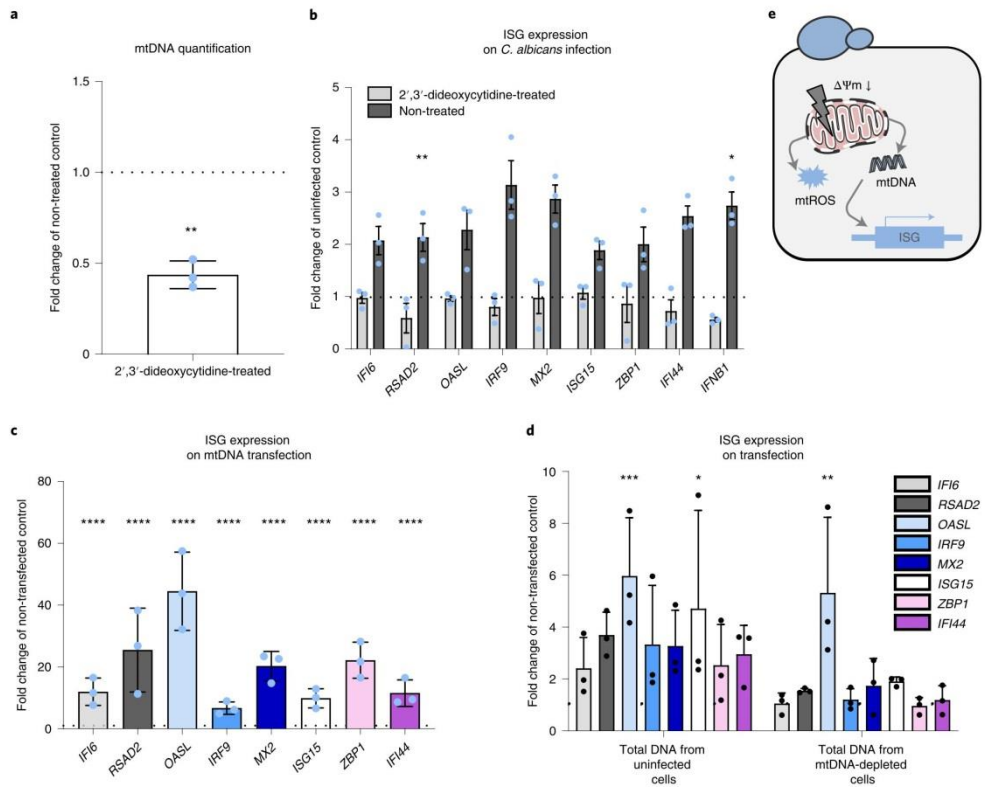 a
mtDNA quantification
Fold change of non-treated control
1.5
1.0
0.5
0
**
2′,3′-dideoxycytidine-treated
b
ISG expression
on C. albicans infection
Fold change of uninfected control
5
4
3
2
1
0
2′,3′-dideoxycytidine-treated
Non-treated
**
*
IFI6
RSAD2
OASL
IRF9
MX2
ISG15
ZBP1
IFI44
IFNB1
e
ΔΨm ↓
mtROS
mtDNA
ISG
c
ISG expression
on mtDNA transfection
Fold change of non-transfected control
80
60
40
20
0
**** **** **** **** **** **** **** ****
IFI6
RSAD2
OASL
IRF9
MX2
ISG15
ZBP1
IFI44
d
ISG expression
on transfection
Fold change of non-transfected control
10
8
6
4
2
0
***
*
**
Total DNA from
uninfected
cells
Total DNA from
mtDNA-depleted
cells
IFI6
RSAD2
OASL
IRF9
MX2
ISG15
ZBP1
IFI44